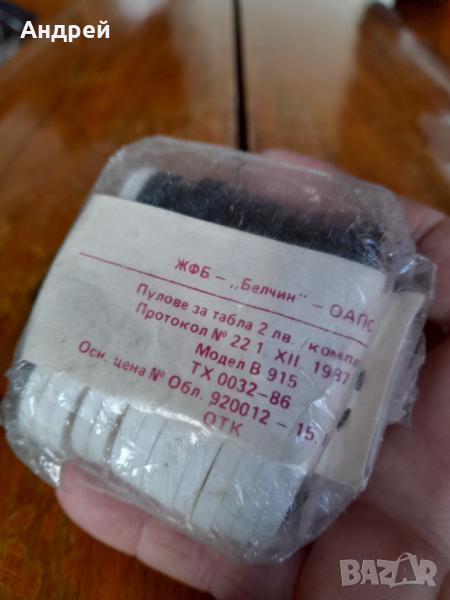 Андрей
ЖФБ – „Белчин" – ОАПС
Пулове за табла 2 лв. компл
Протокол № 22 1 XII 1987
Модел В 915
ТХ 0032–86
Осн. цена № Обл. 920012 – 15.
ОТК
BAZAR